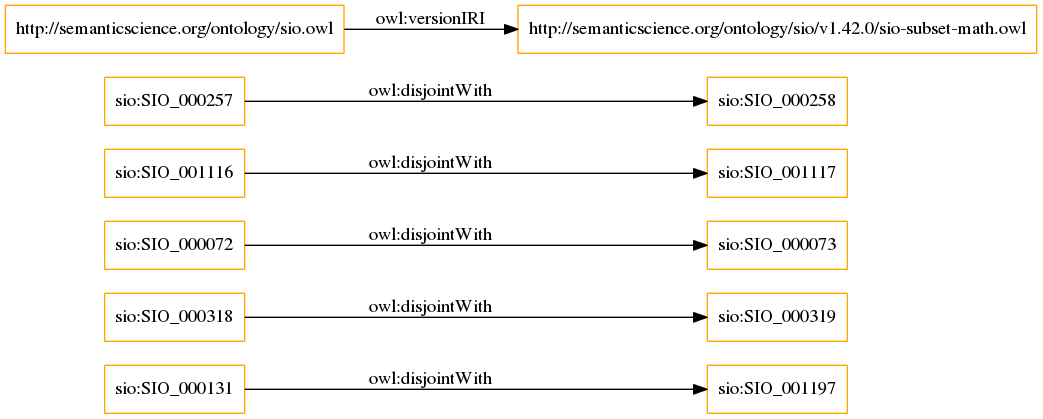 http://semanticscience.org/ontology/sio.owl owl:versionIRI http://semanticscience.org/ontology/sio/v1.42.0/sio-subset-math.owl
sio:SIO_000257 owl:disjointWith sio:SIO_000258
sio:SIO_001116 owl:disjointWith sio:SIO_001117
sio:SIO_000072 owl:disjointWith sio:SIO_000073
sio:SIO_000318 owl:disjointWith sio:SIO_000319
sio:SIO_000131 owl:disjointWith sio:SIO_001197